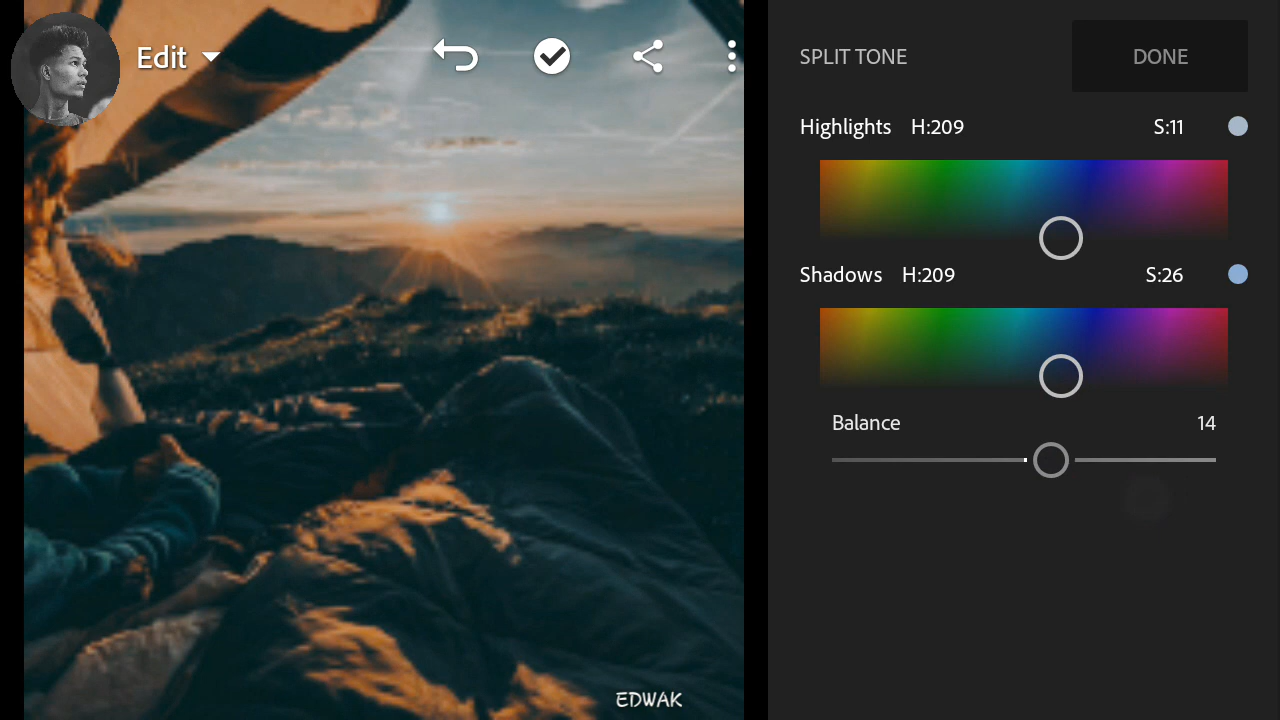 Edit
SPLIT TONE
DONE
Highlights H:209 S:11
Shadows H:209 S:26
Balance 14
EDWAK